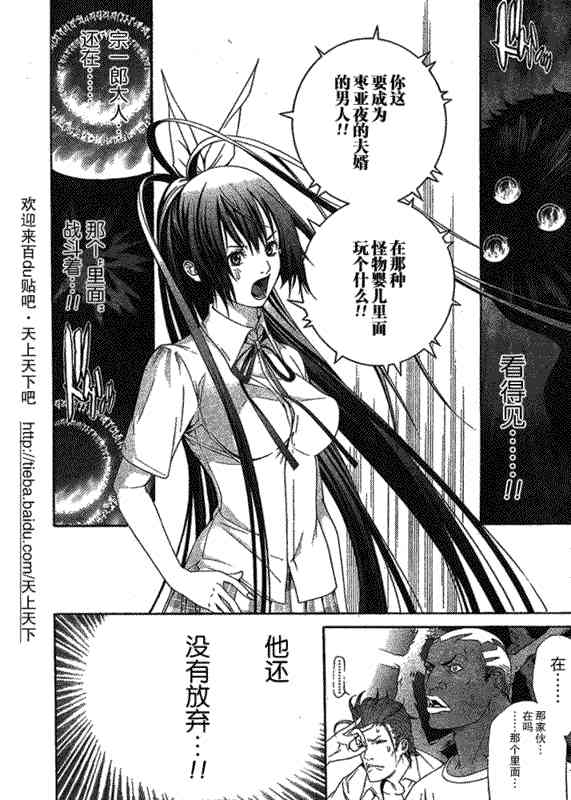 看得见……!!
你这
要成为
枣亚夜的夫婿
的男人!!
在那种
怪物婴儿里面
玩个什么!!
宗一郎大人…
还在……
那个里面。
战斗着…!!
在……
那家伙…
在吗
……那个里面…
他还
没有放弃…!!
欢迎来百du贴吧·天上天下吧 http://tieba.baidu.com/天上天下